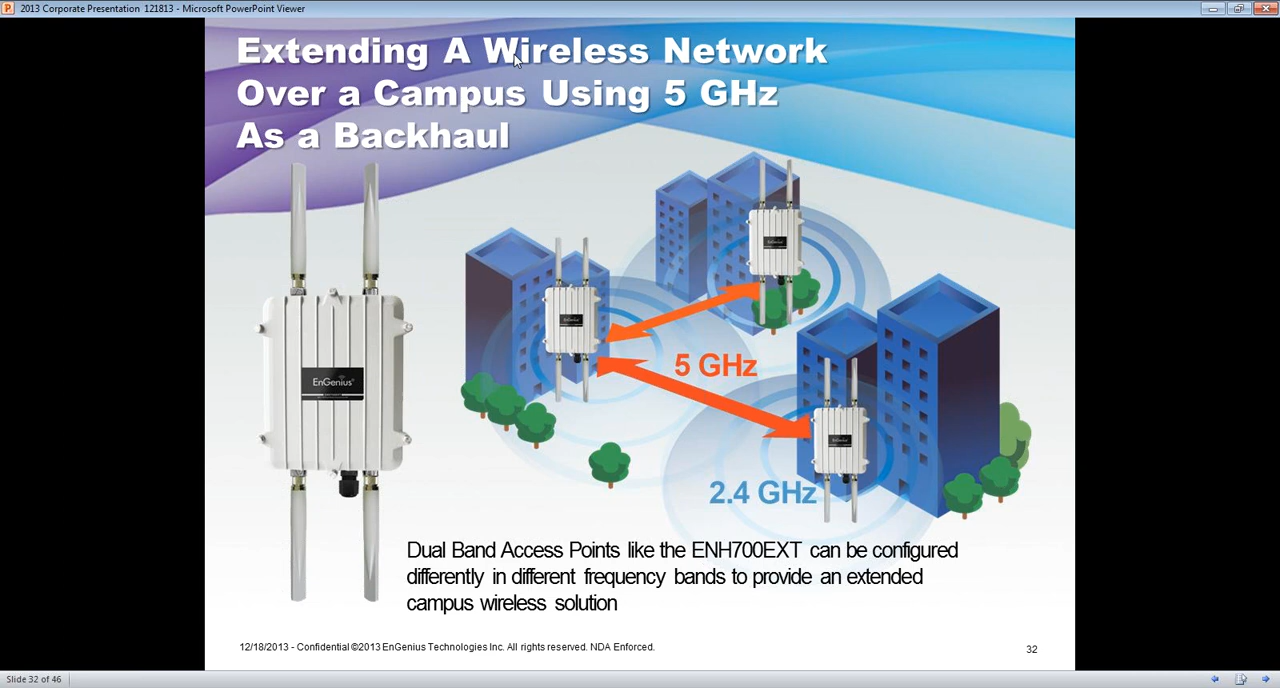 2013 Corporate Presentation 121813 - Microsoft PowerPoint Viewer
Extending A Wireless Network
Over a Campus Using 5 GHz
As a Backhaul
EnGenius
EnGenius
EnGenius
EnGenius
5 GHz
2.4 GHz
Dual Band Access Points like the ENH700EXT can be configured
differently in different frequency bands to provide an extended
campus wireless solution
12/18/2013 - Confidential ©2013 EnGenius Technologies Inc. All rights reserved. NDA Enforced.
32
Slide 32 of 46